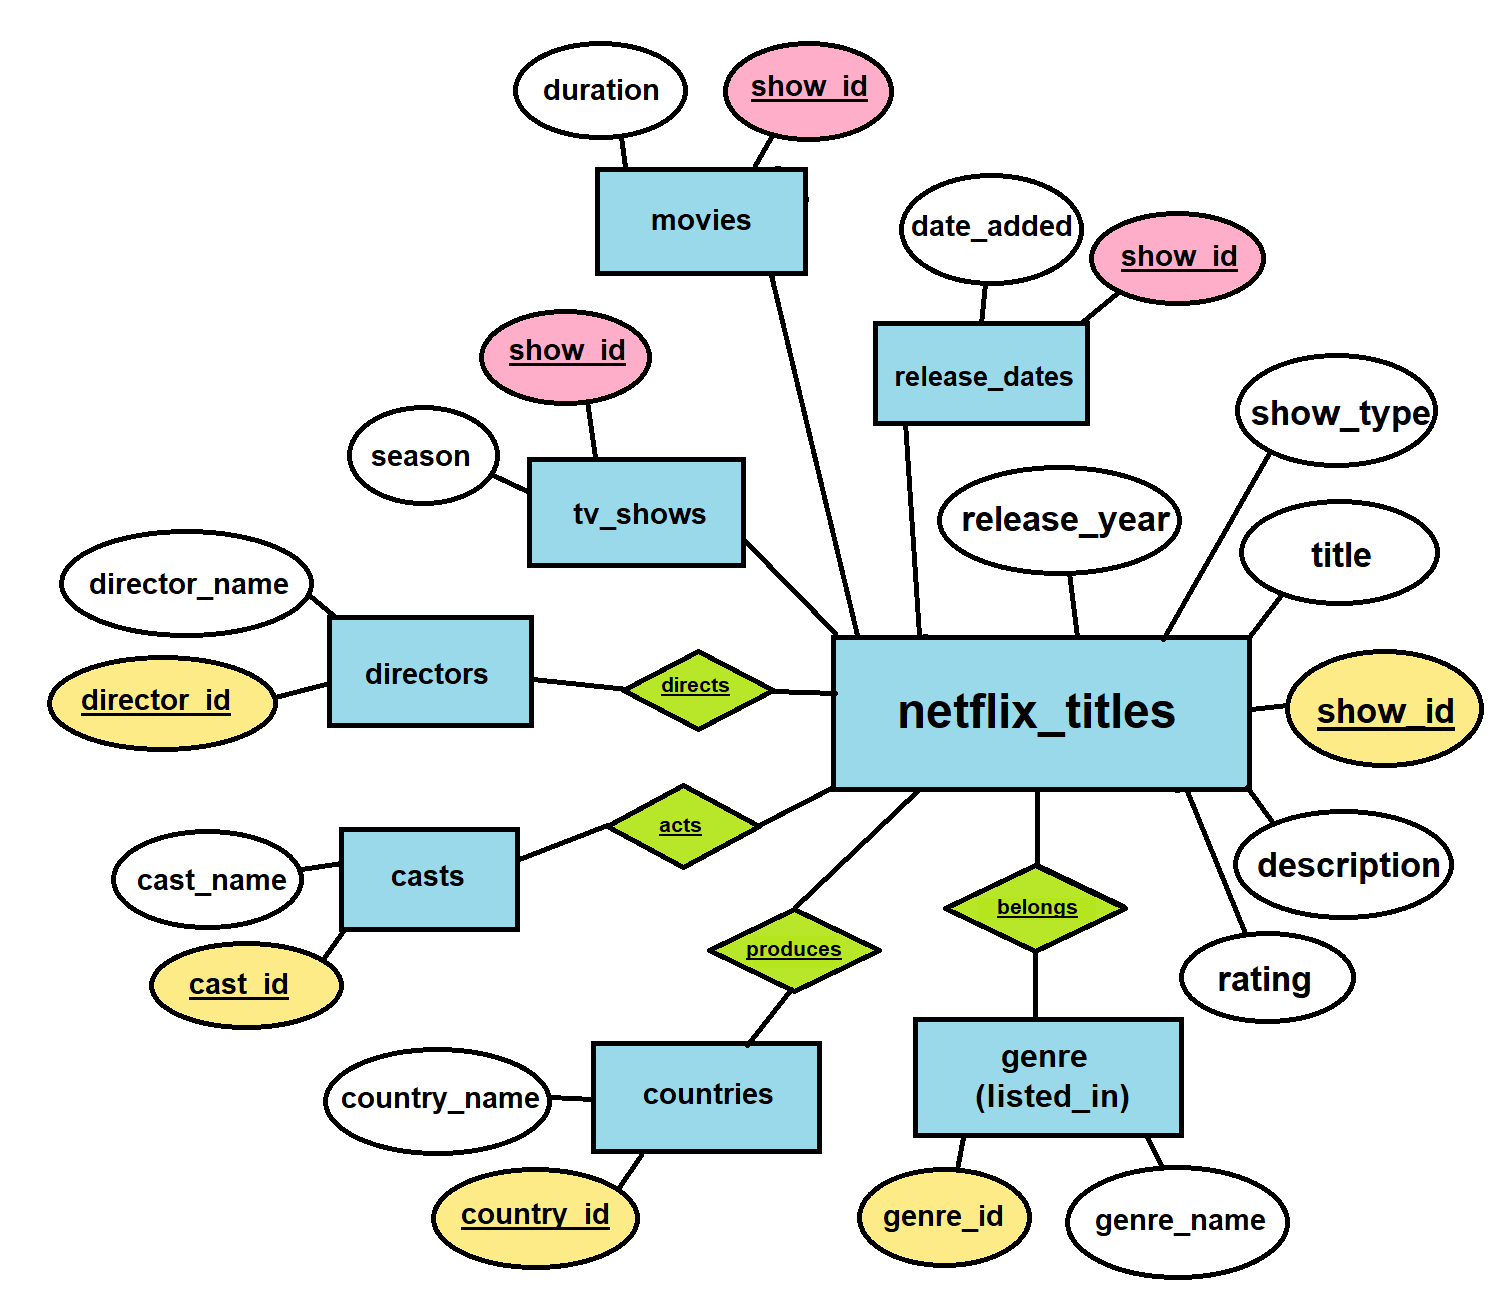 duration
show_id
movies
date_added
show_id
release_dates
show_id
season
tv_shows
show_type
release_year
title
director_name
directors
director_id
directs
netflix_titles
show_id
acts
cast_name
casts
cast_id
description
belongs
produces
rating
country_name
countries
country_id
genre
(listed_in)
genre_id
genre_name